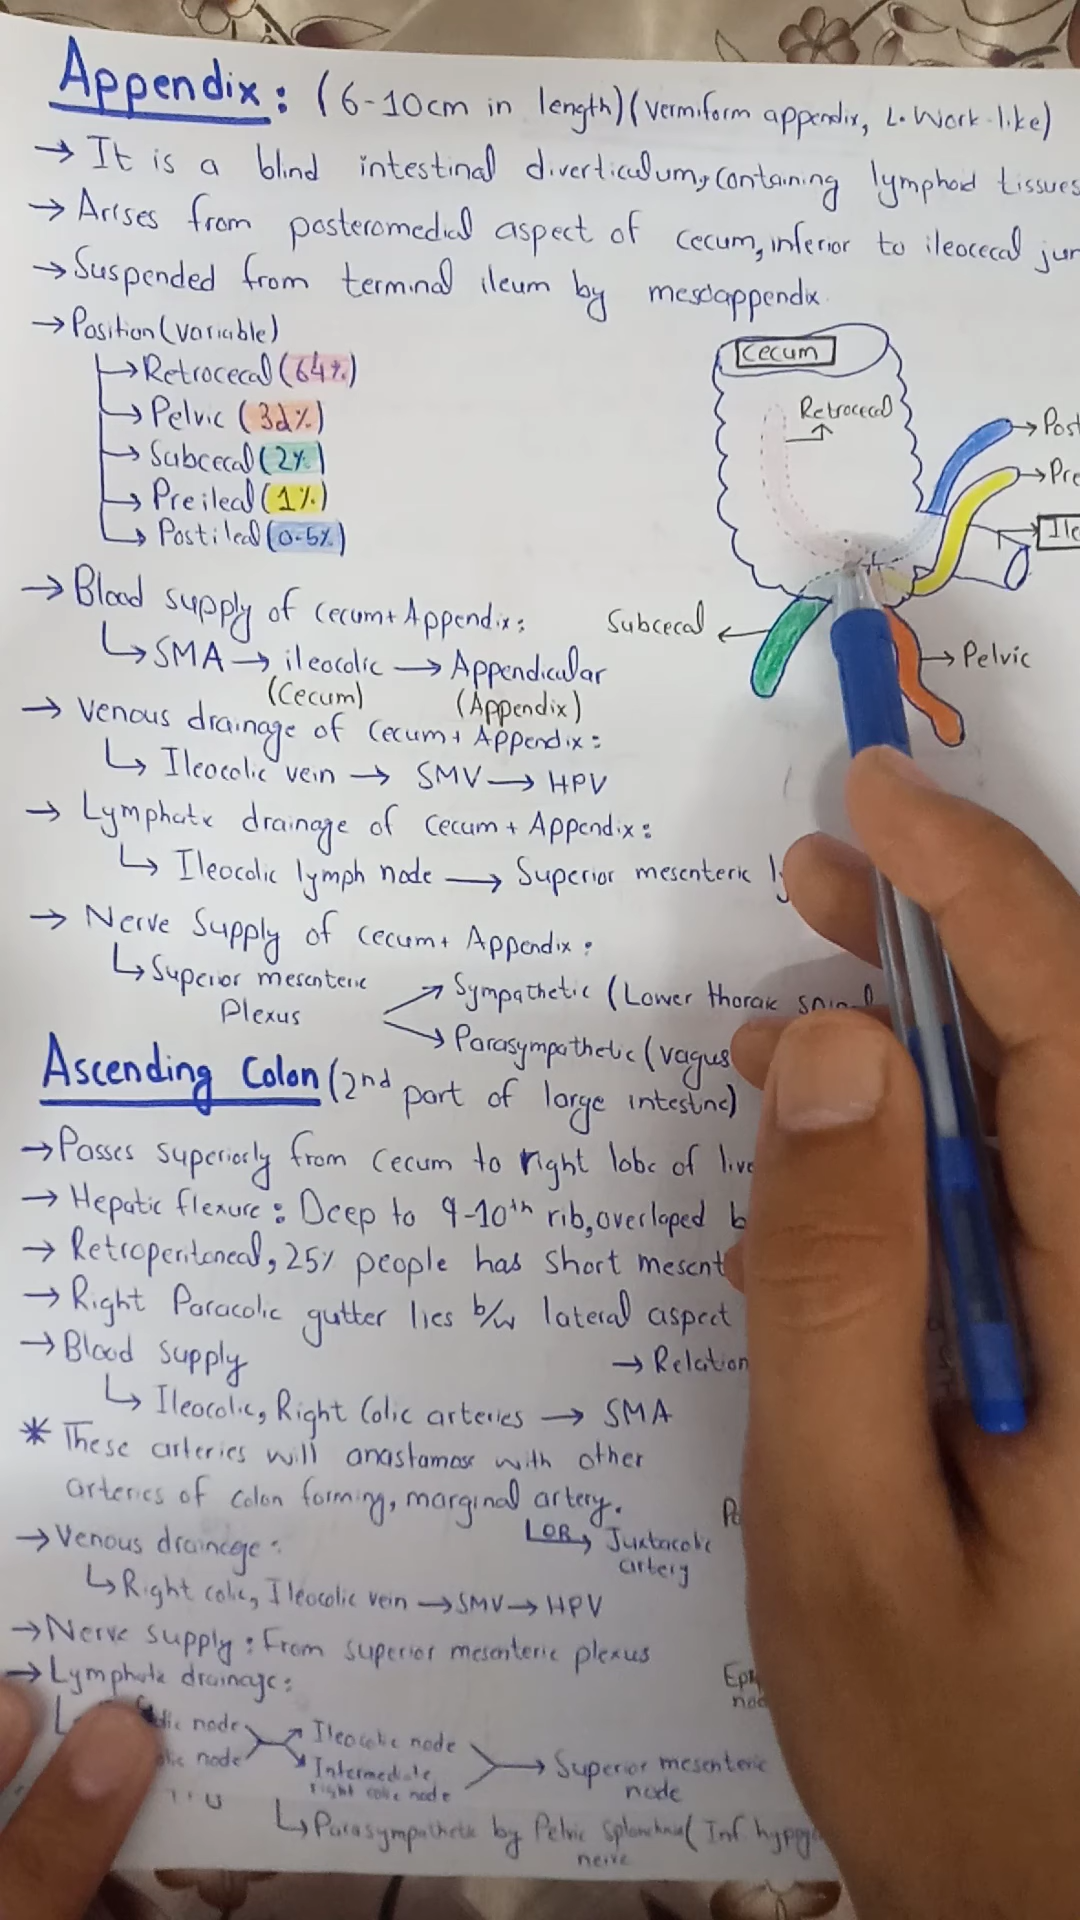 Appendix: (6-10cm in length)(vermiform appendix, L. Work-like)
→ It is a blind intestinal diverticulum, containing lymphoid tissues
→ Arises from posteromedial aspect of cecum, inferior to ileocecal
→ Suspended from terminal ileum by mesoappendix.
→ Position (variable)
→ Retrocecal (64%)
→ Pelvic (32%)
→ Subcecal (2%)
→ Preileal (1%)
→ Postileal (0.5%)
Cecum
Retrocecal
Subcecal
Pelvic
→ Blood supply of cecum + Appendix:
↳ SMA → ileocolic → Appendicular
(Cecum) (Appendix)
→ Venous drainage of Cecum + Appendix:
↳ Ileocolic vein → SMV → HPV
→ Lymphatic drainage of cecum + Appendix:
↳ Ileocolic lymph node → Superior mesenteric
→ Nerve Supply of cecum + Appendix:
↳ Superior mesenteric Plexus
→ Sympathetic (Lower thoracic
→ Parasympathetic (vagus
Ascending Colon (2nd part of large intestine)
→ Passes superiorly from cecum to right lobe of
→ Hepatic flexure: Deep to 9-10th rib, overlaped
→ Retroperitoneal, 25% people has short
→ Right Paracolic gutter lies b/w lateral aspect
→ Blood supply
→ Relation
↳ Ileocolic, Right Colic arteries → SMA
* These arteries will anastamose with other
arteries of colon forming, marginal artery.
↳ OR → Juxtacolic
artery
→ Venous drainage:
↳ Right colic, Ileocolic vein → SMV → HPV
→ Nerve supply: From superior mesenteric plexus
→ Lymphatic drainage:
node → Ileocolic node
node → Intermediate right colic node
→ Superior mesenteric
node
↳ Parasympathetic by Pelvic Splanchnic (Inf
nerve